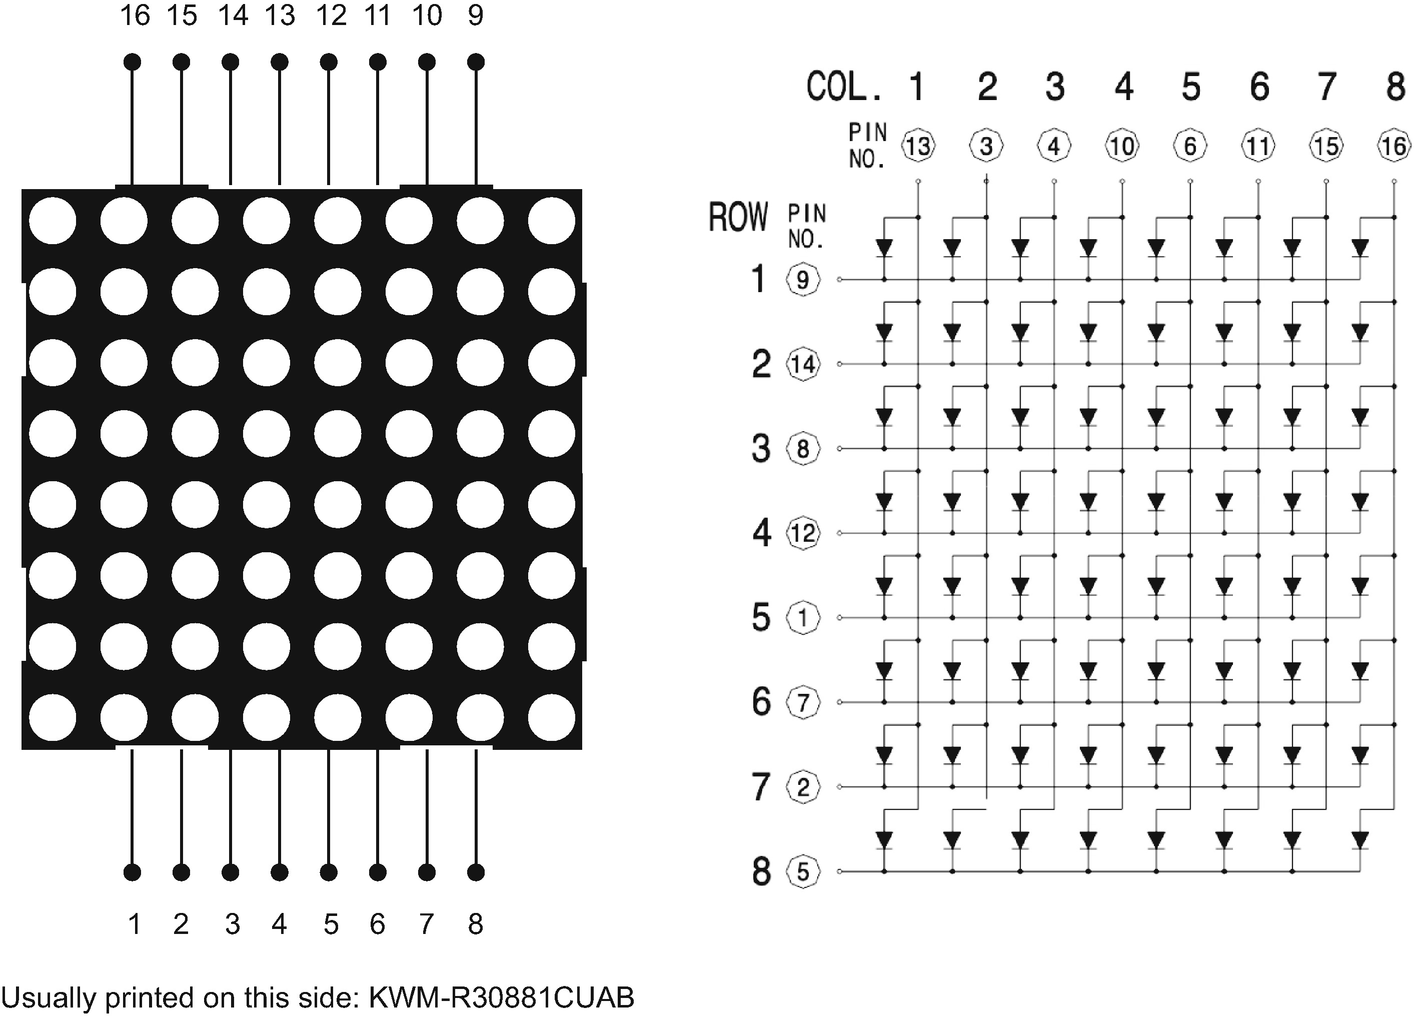 16 15 14 13 12 11 10 9
COL. 1 2 3 4 5 6 7 8
PIN NO. 13 3 4 10 6 11 15 16
ROW PIN NO.
1 9
2 14
3 8
4 12
5 1
6 7
7 2
8 5
1 2 3 4 5 6 7 8
Usually printed on this side: KWM-R30881CUAB